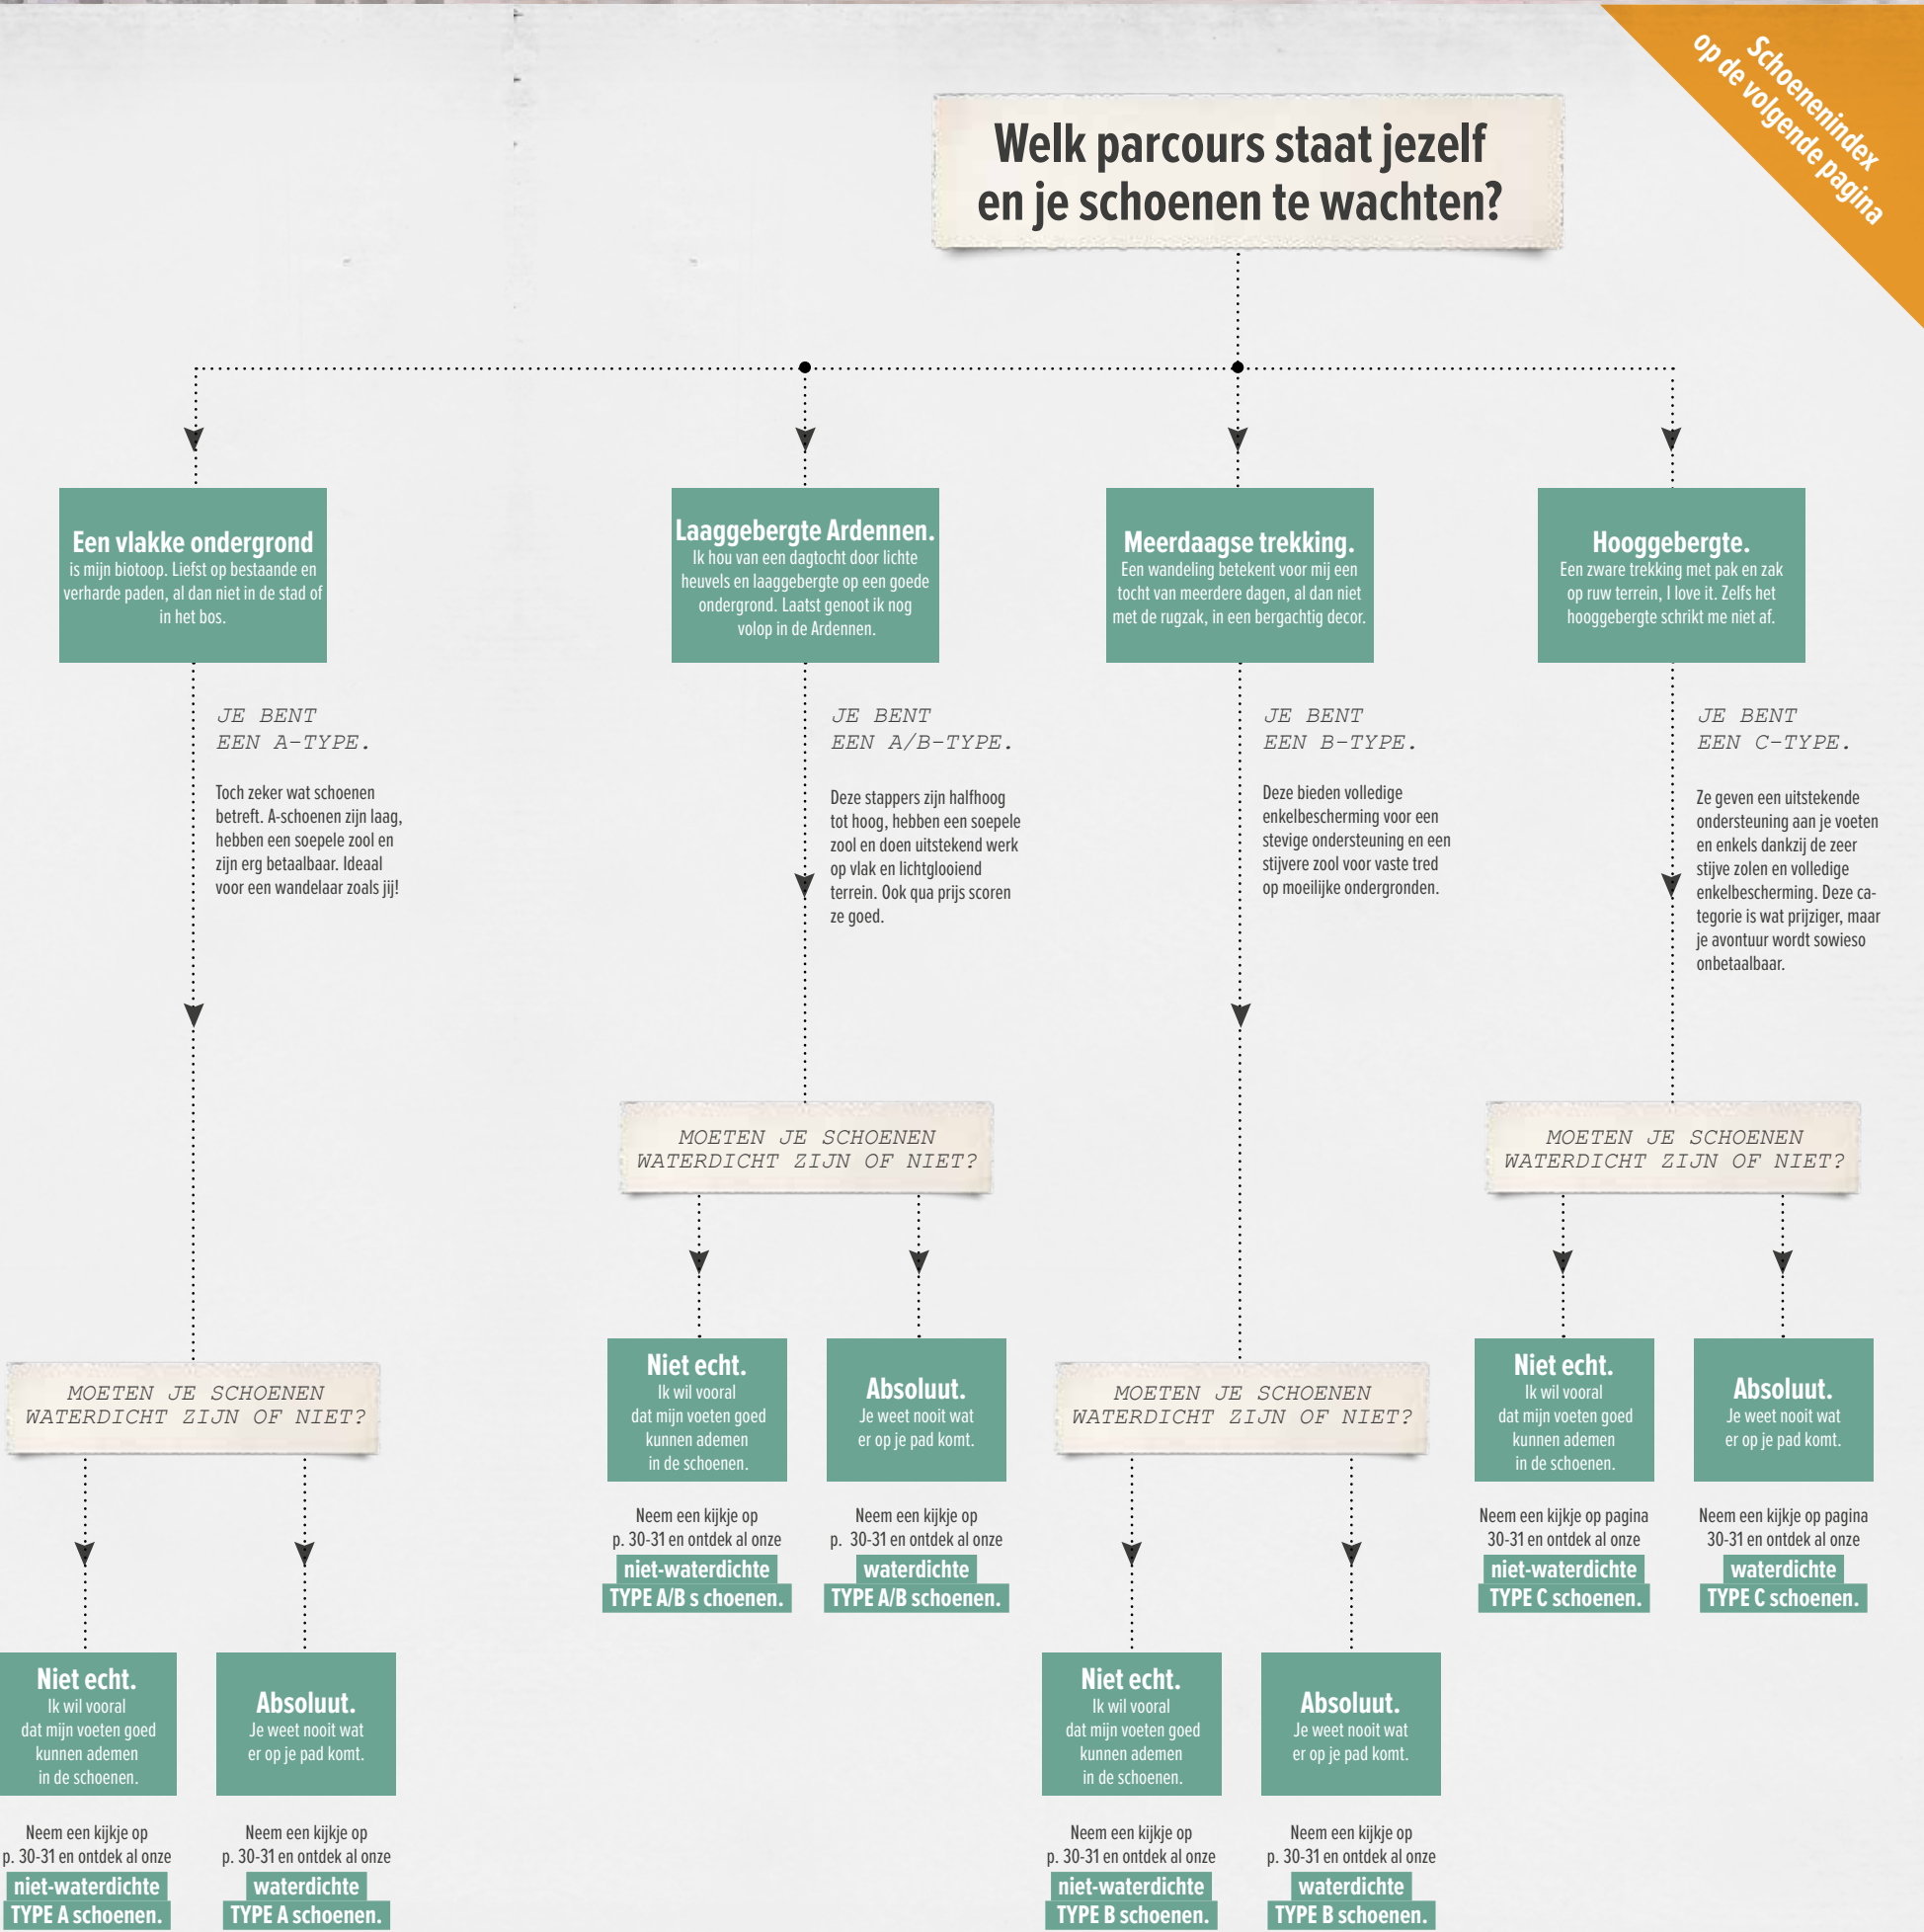 Schoenenindex
op de volgende pagina
Welk parcours staat jezelf
en je schoenen te wachten?
Een vlakke ondergrond
is mijn biotoop. Liefst op bestaande en
verharde paden, al dan niet in de stad of
in het bos.
JE BENT
EEN A-TYPE.
Toch zeker wat schoenen
betreft. A-schoenen zijn laag,
hebben een soepele zool en
zijn erg betaalbaar. Ideaal
voor een wandelaar zoals jij!
MOETEN JE SCHOENEN
WATERDICHT ZIJN OF NIET?
Niet echt.
Ik wil vooral
dat mijn voeten goed
kunnen ademen
in de schoenen.
Neem een kijkje op
p. 30-31 en ontdek al onze
niet-waterdichte
TYPE A schoenen.
Absoluut.
Je weet nooit wat
er op je pad komt.
Neem een kijkje op
p. 30-31 en ontdek al onze
waterdichte
TYPE A schoenen.
Laaggebergte Ardennen.
Ik hou van een dagtocht door lichte
heuvels en laaggebergte op een goede
ondergrond. Laatst genoot ik nog
volop in de Ardennen.
JE BENT
EEN A/B-TYPE.
Deze stappers zijn halfhoog
tot hoog, hebben een soepele
zool en doen uitstekend werk
op vlak en lichtglooiend
terrein. Ook qua prijs scoren
ze goed.
MOETEN JE SCHOENEN
WATERDICHT ZIJN OF NIET?
Niet echt.
Ik wil vooral
dat mijn voeten goed
kunnen ademen
in de schoenen.
Neem een kijkje op
p. 30-31 en ontdek al onze
niet-waterdichte
TYPE A/B s choenen.
Absoluut.
Je weet nooit wat
er op je pad komt.
Neem een kijkje op
p. 30-31 en ontdek al onze
waterdichte
TYPE A/B schoenen.
Meerdaagse trekking.
Een wandeling betekent voor mij een
tocht van meerdere dagen, al dan niet
met de rugzak, in een bergachtig decor.
JE BENT
EEN B-TYPE.
Deze bieden volledige
enkelbescherming voor een
stevige ondersteuning en een
stijvere zool voor vaste tred
op moeilijke ondergronden.
MOETEN JE SCHOENEN
WATERDICHT ZIJN OF NIET?
Niet echt.
Ik wil vooral
dat mijn voeten goed
kunnen ademen
in de schoenen.
Neem een kijkje op
p. 30-31 en ontdek al onze
niet-waterdichte
TYPE B schoenen.
Absoluut.
Je weet nooit wat
er op je pad komt.
Neem een kijkje op
p. 30-31 en ontdek al onze
waterdichte
TYPE B schoenen.
Hooggebergte.
Een zware trekking met pak en zak
op ruw terrein, I love it. Zelfs het
hooggebergte schrikt me niet af.
JE BENT
EEN C-TYPE.
Ze geven een uitstekende
ondersteuning aan je voeten
en enkels dankzij de zeer
stijve zolen en volledige
enkelbescherming. Deze ca-
tegorie is wat prijziger, maar
je avontuur wordt sowieso
onbetaalbaar.
MOETEN JE SCHOENEN
WATERDICHT ZIJN OF NIET?
Niet echt.
Ik wil vooral
dat mijn voeten goed
kunnen ademen
in de schoenen.
Neem een kijkje op pagina
30-31 en ontdek al onze
niet-waterdichte
TYPE C schoenen.
Absoluut.
Je weet nooit wat
er op je pad komt.
Neem een kijkje op pagina
30-31 en ontdek al onze
waterdichte
TYPE C schoenen.